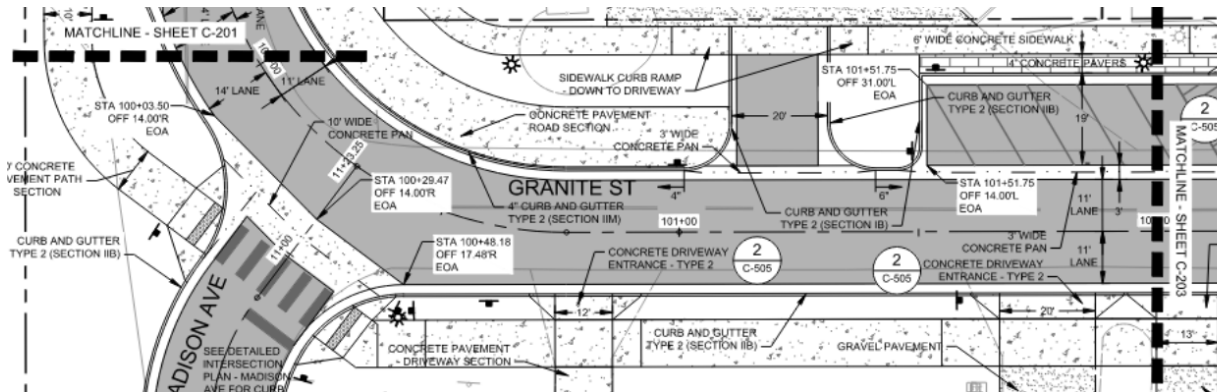 MATCHLINE - SHEET C-201
LANE
11' LANE
14' LANE
STA 100+03.50
OFF 14.00'R
EOA
10' WIDE
CONCRETE PAN
11+23.25
CONCRETE PAVEMENT
ROAD SECTION
SIDEWALK CURB RAMP
- DOWN TO DRIVEWAY
3' WIDE
CONCRETE PAN
20'
STA 101+51.75
OFF 31.00'L
EOA
6' WIDE CONCRETE SIDEWALK
4" CONCRETE PAVERS
CURB AND GUTTER
TYPE 2 (SECTION IIB)
19'
2
C-505
CONCRETE
PATH
SECTION
STA 100+29.47
OFF 14.00'R
EOA
GRANITE ST
4" CURB AND GUTTER
TYPE 2 (SECTION IIM)
4"
6"
101+00
CURB AND GUTTER
TYPE 2 (SECTION IB)
STA 101+51.75
OFF 14.00'L
EOA
11'
LANE
3'
MATCHLINE - SHEET C-203
CURB AND GUTTER
TYPE 2 (SECTION IIB)
11+00
STA 100+48.18
OFF 17.48'R
EOA
CONCRETE DRIVEWAY
ENTRANCE - TYPE 2
2
C-505
2
C-505
3' WIDE
CONCRETE PAN
11'
LANE
CONCRETE DRIVEWAY
ENTRANCE - TYPE 2
12'
20'
13'
SEE DETAILED
INTERSECTION
PLAN - MADISON
AVE FOR CURB
CONCRETE PAVEMENT
- DRIVEWAY SECTION
CURB AND GUTTER
TYPE 2 (SECTION IIB)
GRAVEL PAVEMENT